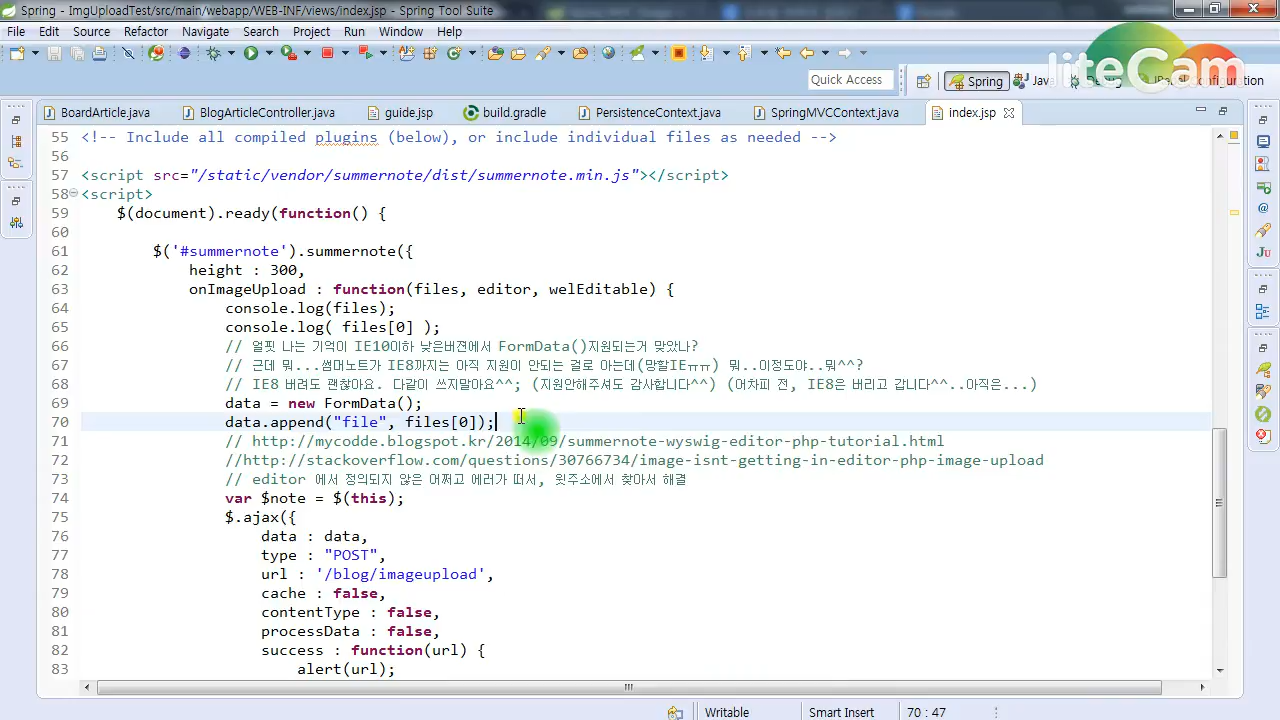 Spring - ImgUploadTest/src/main/webapp/WEB-INF/views/index.jsp - Spring Tool Suite
File Edit Source Refactor Navigate Search Project Run Window Help
liteCam
Quick Access Spring Java Debug Configuration
BoardArticle.java BlogArticleController.java guide.jsp build.gradle PersistenceContext.java SpringMVCContext.java index.jsp
55 <!-- Include all compiled plugins (below), or include individual files as needed -->
56
57 <script src="/static/vendor/summernote/dist/summernote.min.js"></script>
58 <script>
59 $(document).ready(function() {
60
61 $('#summernote').summernote({
62 height : 300,
63 onImageUpload : function(files, editor, welEditable) {
64 console.log(files);
65 console.log( files[0] );
66 // 얼핏 나는 기억이 IE10이하 낮은버젼에서 FormData()지원되는거 맞았나?
67 // 근데 뭐...썸머노트가 IE8까지는 아직 지원이 안되는 걸로 아는데(망할IEㅠㅠ) 뭐..이정도야..뭐^^?
68 // IE8 버려도 괜찮아요. 다같이 쓰지말아요^^; (지원안해주셔도 감사합니다^^) (어차피 전, IE8은 버리고 갑니다^^..아직은...)
69 data = new FormData();
70 data.append("file", files[0]);
71 // http://mycodde.blogspot.kr/2014/09/summernote-wyswig-editor-php-tutorial.html
72 //http://stackoverflow.com/questions/30766734/image-isnt-getting-in-editor-php-image-upload
73 // editor 에서 정의되지 않은 어쩌고 에러가 떠서, 윗주소에서 찾아서 해결
74 var $note = $(this);
75 $.ajax({
76 data : data,
77 type : "POST",
78 url : '/blog/imageupload',
79 cache : false,
80 contentType : false,
81 processData : false,
82 success : function(url) {
83 alert(url);
Writable Smart Insert 70 : 47